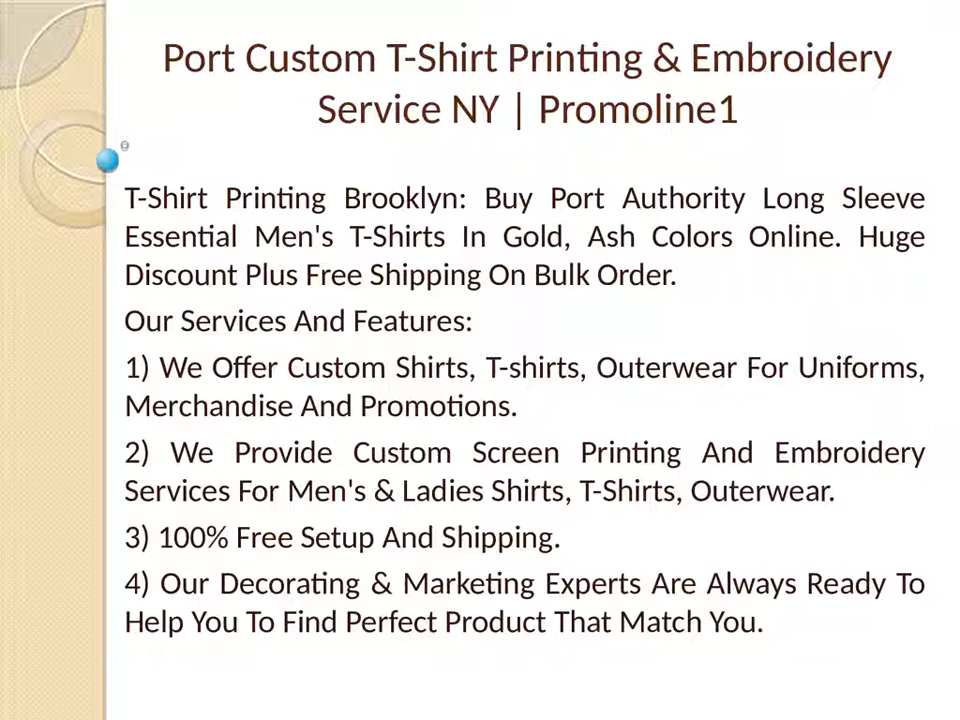 Port Custom T-Shirt Printing & Embroidery
Service NY | Promoline1
T-Shirt Printing Brooklyn: Buy Port Authority Long Sleeve
Essential Men's T-Shirts In Gold, Ash Colors Online. Huge
Discount Plus Free Shipping On Bulk Order.
Our Services And Features:
1) We Offer Custom Shirts, T-shirts, Outerwear For Uniforms,
Merchandise And Promotions.
2) We Provide Custom Screen Printing And Embroidery
Services For Men's & Ladies Shirts, T-Shirts, Outerwear.
3) 100% Free Setup And Shipping.
4) Our Decorating & Marketing Experts Are Always Ready To
Help You To Find Perfect Product That Match You.